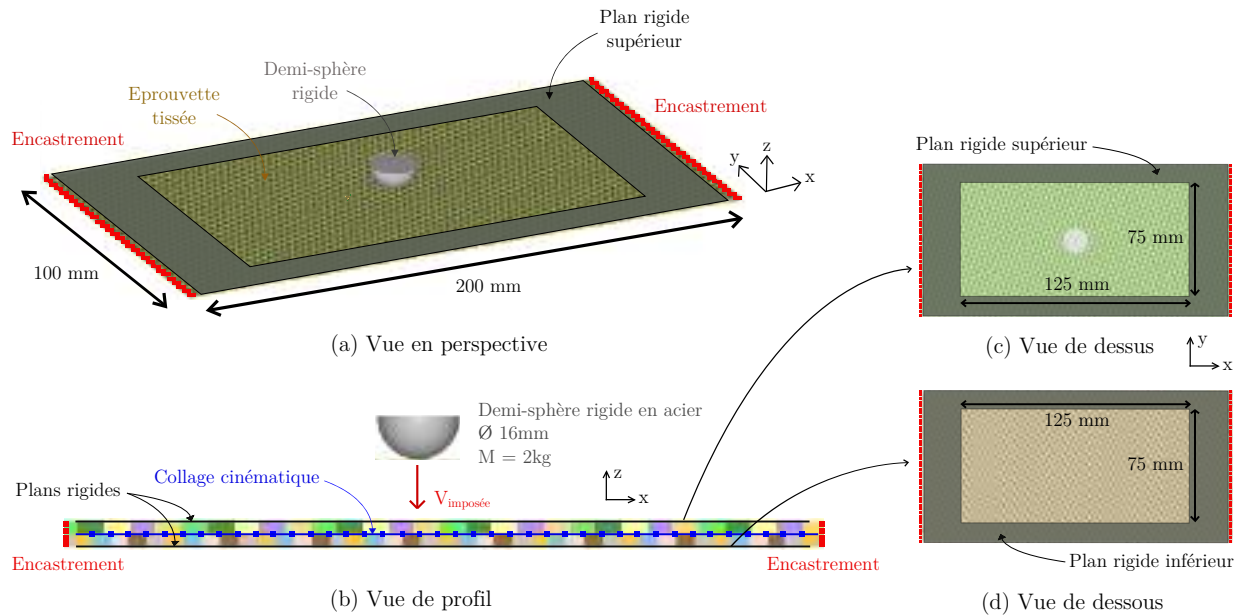 Plan rigide
supérieur
Demi-sphère
rigide
Eprouvette
tissée
Encastrement
Encastrement
z
y
x
100 mm
200 mm
(a) Vue en perspective
Plan rigide supérieur
75 mm
125 mm
(c) Vue de dessus
y
x
Demi-sphère rigide en acier
Ø 16mm
M = 2kg
Collage cinématique
Plans rigides
Vimposée
z
x
Encastrement
Encastrement
(b) Vue de profil
125 mm
75 mm
Plan rigide inférieur
(d) Vue de dessous